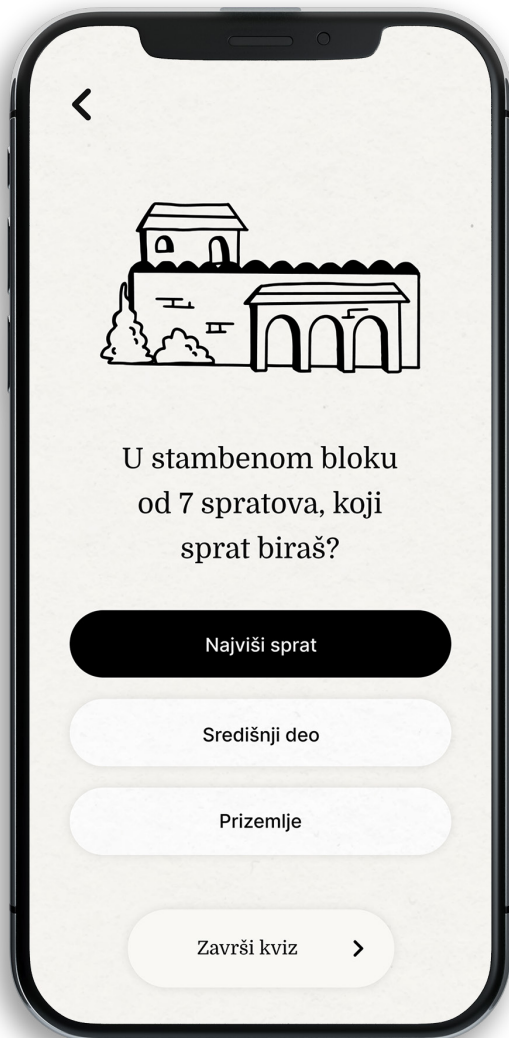 U stambenom bloku
od 7 spratova, koji
sprat biraš?
Najviši sprat
Središnji deo
Prizemlje
Završi kviz